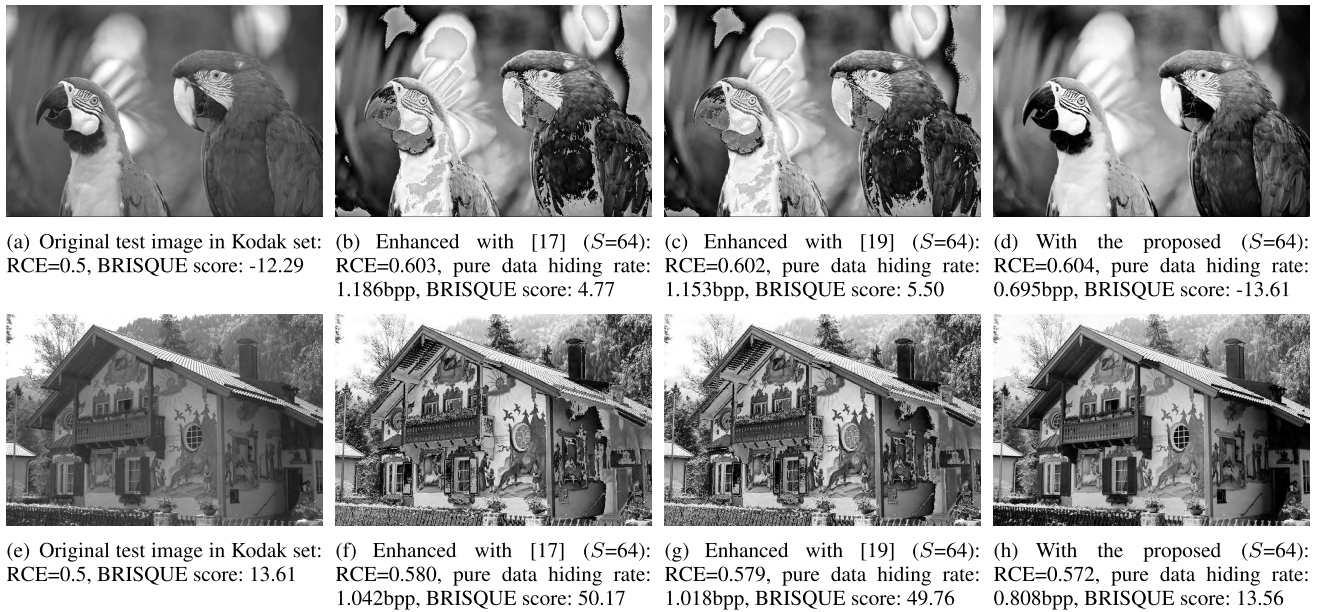 (a) Original test image in Kodak set:
RCE=0.5, BRISQUE score: -12.29
(b) Enhanced with [17] (S=64):
RCE=0.603, pure data hiding rate:
1.186bpp, BRISQUE score: 4.77
(c) Enhanced with [19] (S=64):
RCE=0.602, pure data hiding rate:
1.153bpp, BRISQUE score: 5.50
(d) With the proposed (S=64):
RCE=0.604, pure data hiding rate:
0.695bpp, BRISQUE score: -13.61
(e) Original test image in Kodak set:
RCE=0.5, BRISQUE score: 13.61
(f) Enhanced with [17] (S=64):
RCE=0.580, pure data hiding rate:
1.042bpp, BRISQUE score: 50.17
(g) Enhanced with [19] (S=64):
RCE=0.579, pure data hiding rate:
1.018bpp, BRISQUE score: 49.76
(h) With the proposed (S=64):
RCE=0.572, pure data hiding rate:
0.808bpp, BRISQUE score: 13.56